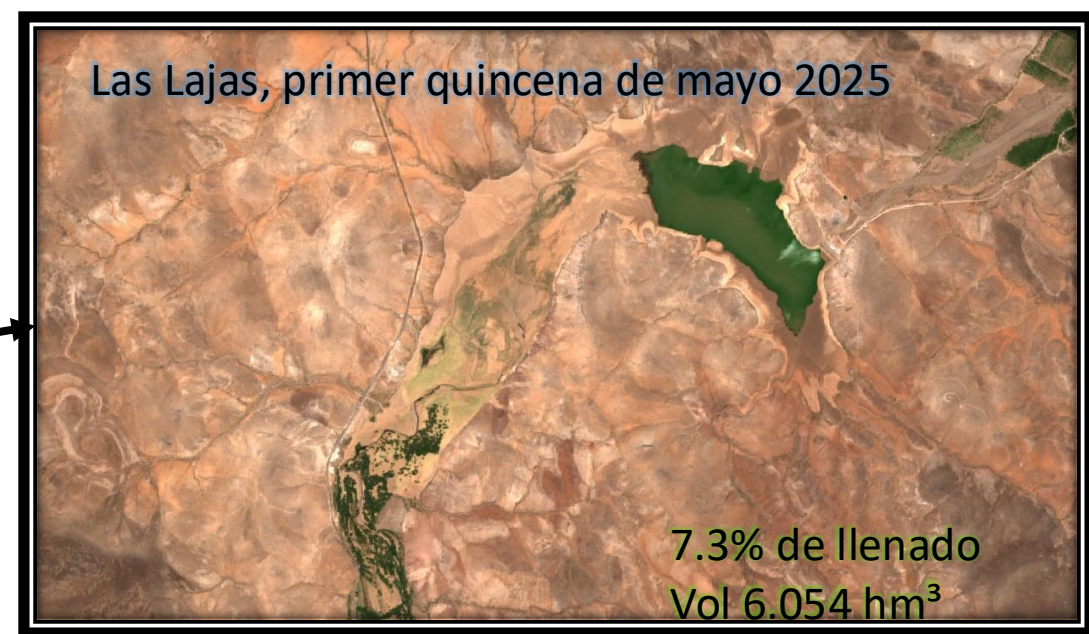 Las Lajas, primer quincena de mayo 2025
7.3% de llenado
Vol 6.054 hm³